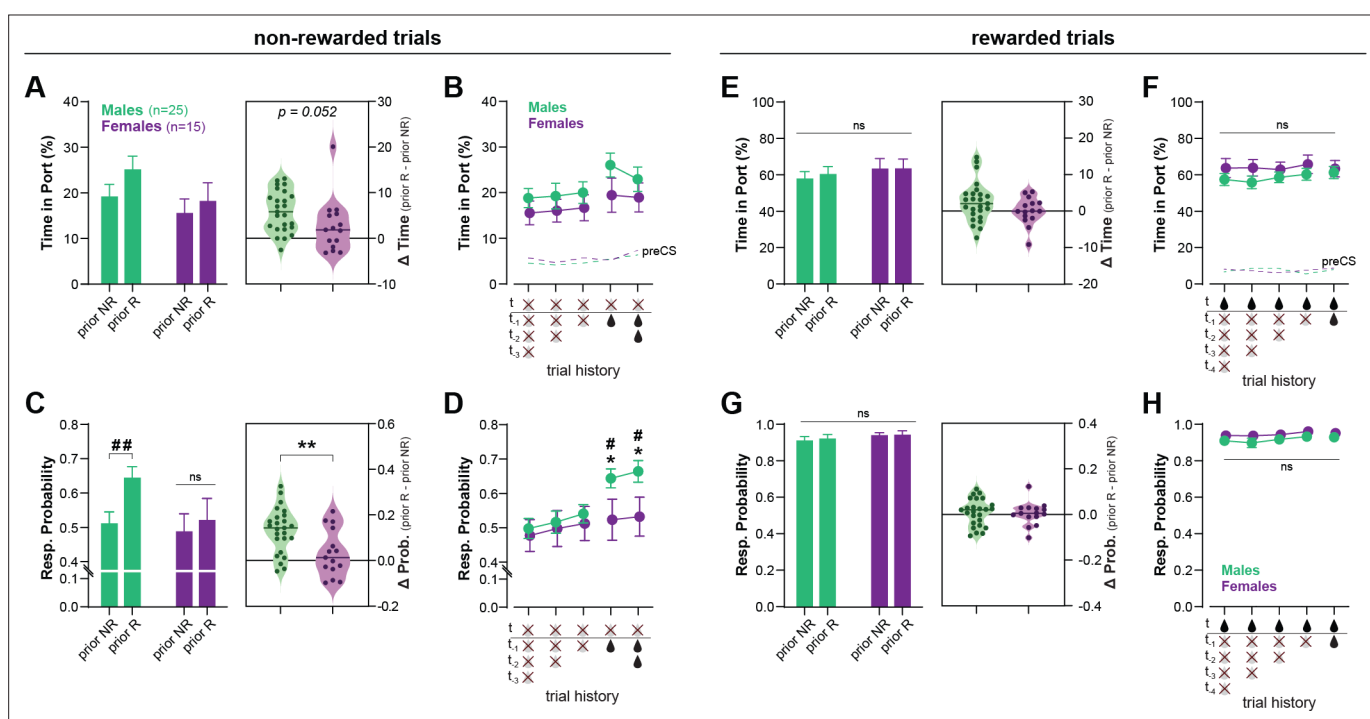 non-rewarded trials
rewarded trials
A
Males (n=25)
Females (n=15)
Time in Port (%)
40
30
20
10
0
prior NR
prior R
prior NR
prior R
p = 0.052
30
20
10
0
-10
Δ Time (prior R - prior NR)
B
Males
Females
Time in Port (%)
40
30
20
10
0
preCS
t
t-1
t-2
t-3
trial history
C
Resp. Probability
0.8
0.7
0.6
0.5
0.4
0.1
0.0
##
ns
prior NR
prior R
prior NR
prior R
**
0.6
0.4
0.2
0.0
-0.2
Δ Prob. (prior R - prior NR)
D
Resp. Probability
0.8
0.7
0.6
0.5
0.4
0.1
0.0
# #
* *
t
t-1
t-2
t-3
trial history
E
Time in Port (%)
100
80
60
40
20
0
ns
prior NR
prior R
prior NR
prior R
30
20
10
0
-10
-20
Δ Time (prior R - prior NR)
F
Time in Port (%)
100
80
60
40
20
0
ns
preCS
t
t-1
t-2
t-3
t-4
trial history
G
Resp. Probability
1.0
0.8
0.6
0.4
0.2
0.0
ns
prior NR
prior R
prior NR
prior R
0.4
0.2
0.0
-0.2
-0.4
Δ Prob. (prior R - prior NR)
H
Resp. Probability
1.0
0.8
0.6
0.4
0.2
0.0
ns
Males
Females
t
t-1
t-2
t-3
t-4
trial history